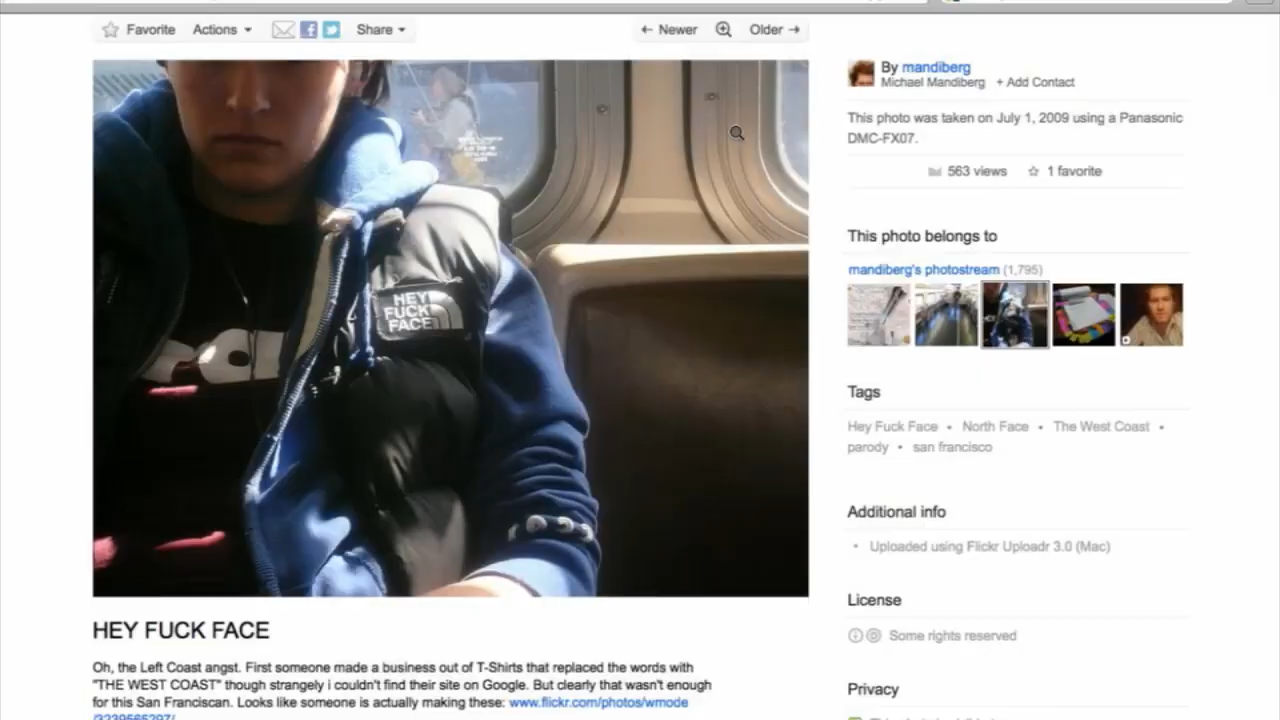 Favorite Actions Share
Newer Older
By mandiberg
Michael Mandiberg + Add Contact
This photo was taken on July 1, 2009 using a Panasonic
DMC-FX07.
563 views 1 favorite
This photo belongs to
mandiberg's photostream (1,795)
HEY
FUCK
FACE
Tags
Hey Fuck Face • North Face • The West Coast •
parody • san francisco
Additional info
• Uploaded using Flickr Uploadr 3.0 (Mac)
License
Some rights reserved
Privacy
HEY FUCK FACE
Oh, the Left Coast angst. First someone made a business out of T-Shirts that replaced the words with
"THE WEST COAST" though strangely i couldn't find their site on Google. But clearly that wasn't enough
for this San Franciscan. Looks like someone is actually making these: www.flickr.com/photos/wmode
/3239565297/